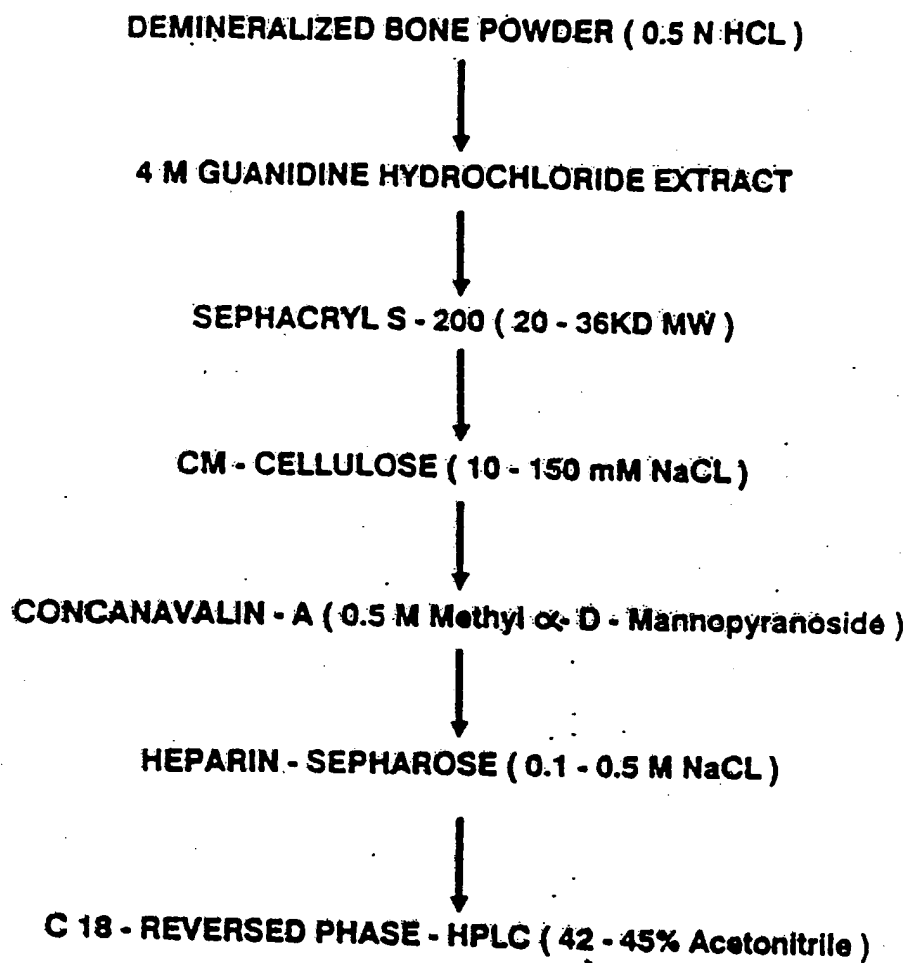 DEMINERALIZED BONE POWDER ( 0.5 N HCL )
4 M GUANIDINE HYDROCHLORIDE EXTRACT
SEPHACRYL S - 200 ( 20 - 36KD MW )
CM - CELLULOSE ( 10 - 150 mM NaCL )
CONCANAVALIN - A ( 0.5 M Methyl α- D - Mannopyranoside )
HEPARIN - SEPHAROSE ( 0.1 - 0.5 M NaCL )
C 18 - REVERSED PHASE - HPLC ( 42 - 45% Acetonitrile )